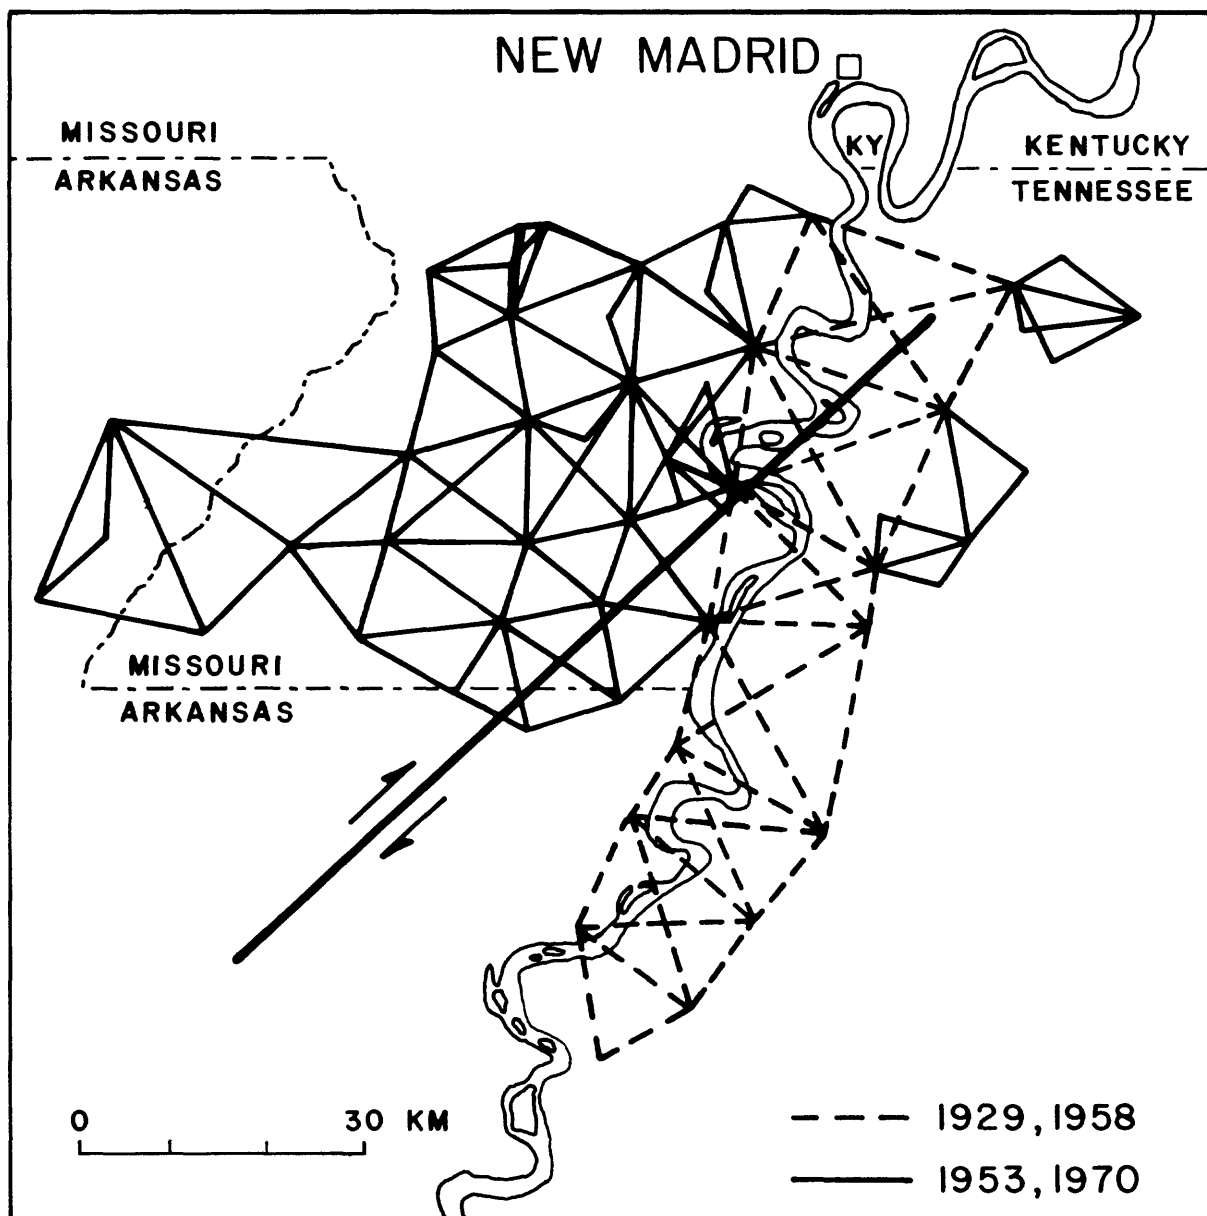 NEW MADRID
MISSOURI
ARKANSAS
KY
KENTUCKY
TENNESSEE
MISSOURI
ARKANSAS
0 30 KM
1929, 1958
1953, 1970